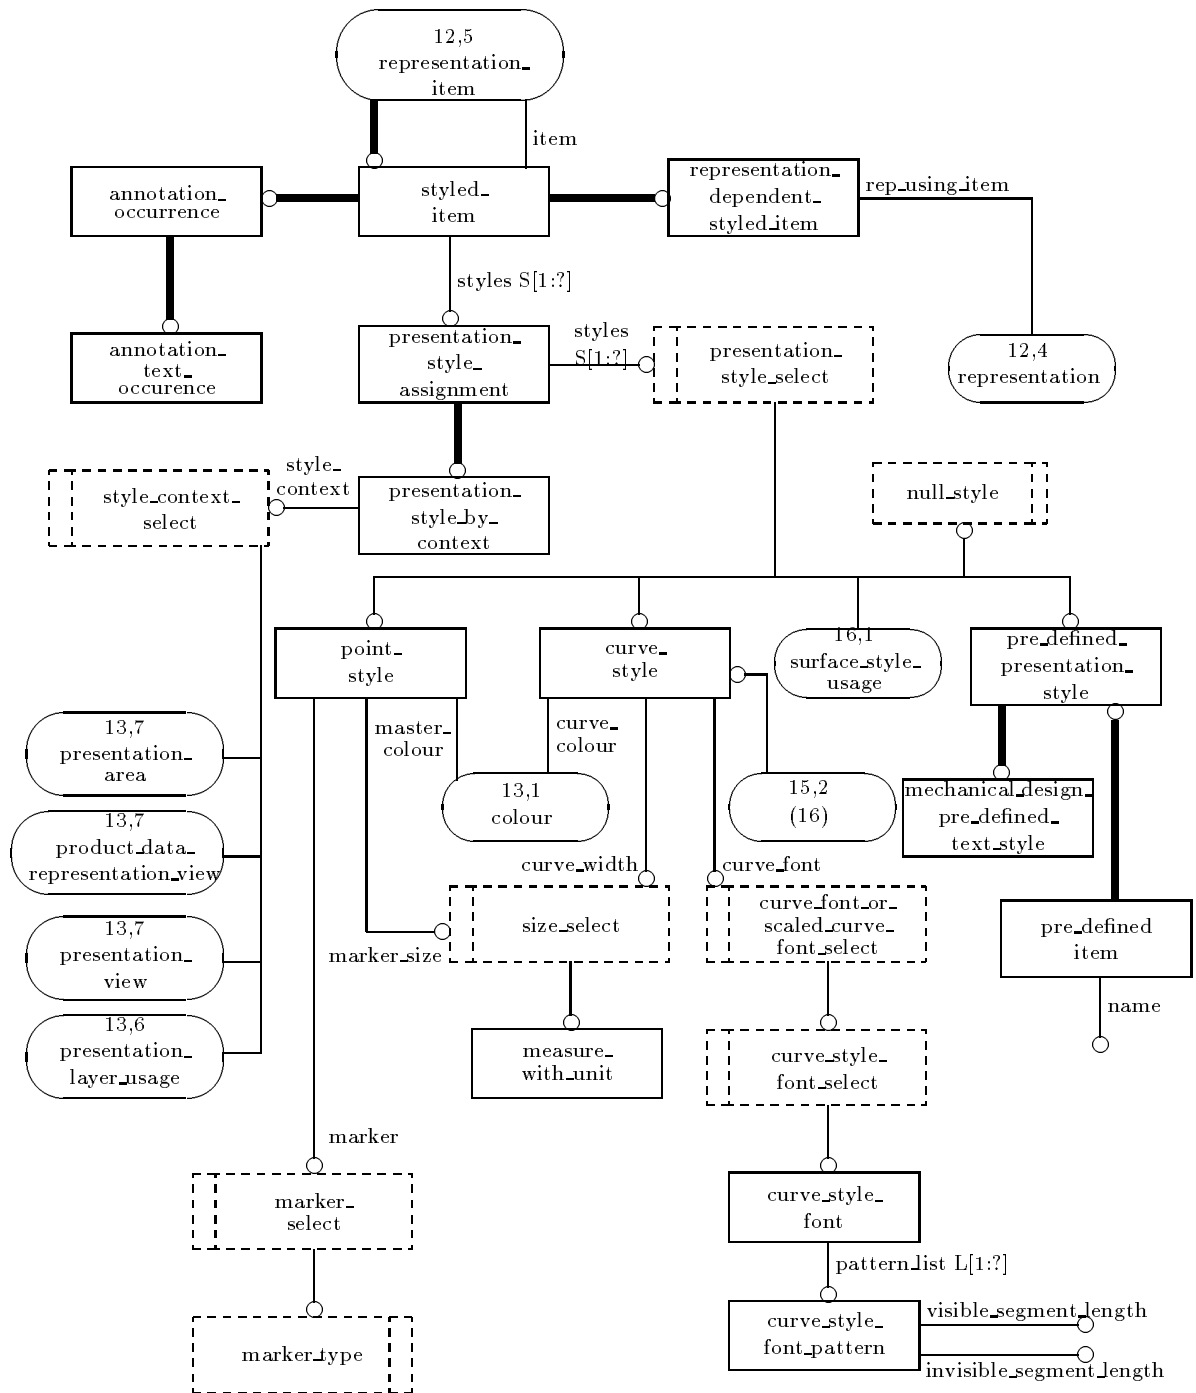 12,5
representation_
item
item
annotation_
occurrence
styled_
item
representation_
dependent_
styled_item
rep_using_item
styles S[1:?]
annotation_
text_
occurence
presentation_
style_
assignment
styles
S[1:?]
presentation_
style_select
12,4
representation
style_context_
select
style_
context
presentation_
style_by_
context
null_style
point_
style
curve_
style
16,1
surface_style_
usage
pre_defined_
presentation_
style
master_
colour
curve_
colour
13,7
presentation_
area
13,1
colour
15,2
(16)
mechanical_design_
pre_defined_
text_style
13,7
product_data_
representation_view
curve_width
curve_font
size_select
curve_font_or_
scaled_curve_
font_select
marker_size
pre_defined
item
13,7
presentation_
view
name
13,6
presentation_
layer_usage
measure_
with_unit
curve_style_
font_select
marker
marker_
select
curve_style_
font
pattern_list L[1:?]
marker_type
curve_style_
font_pattern
visible_segment_length
invisible_segment_length